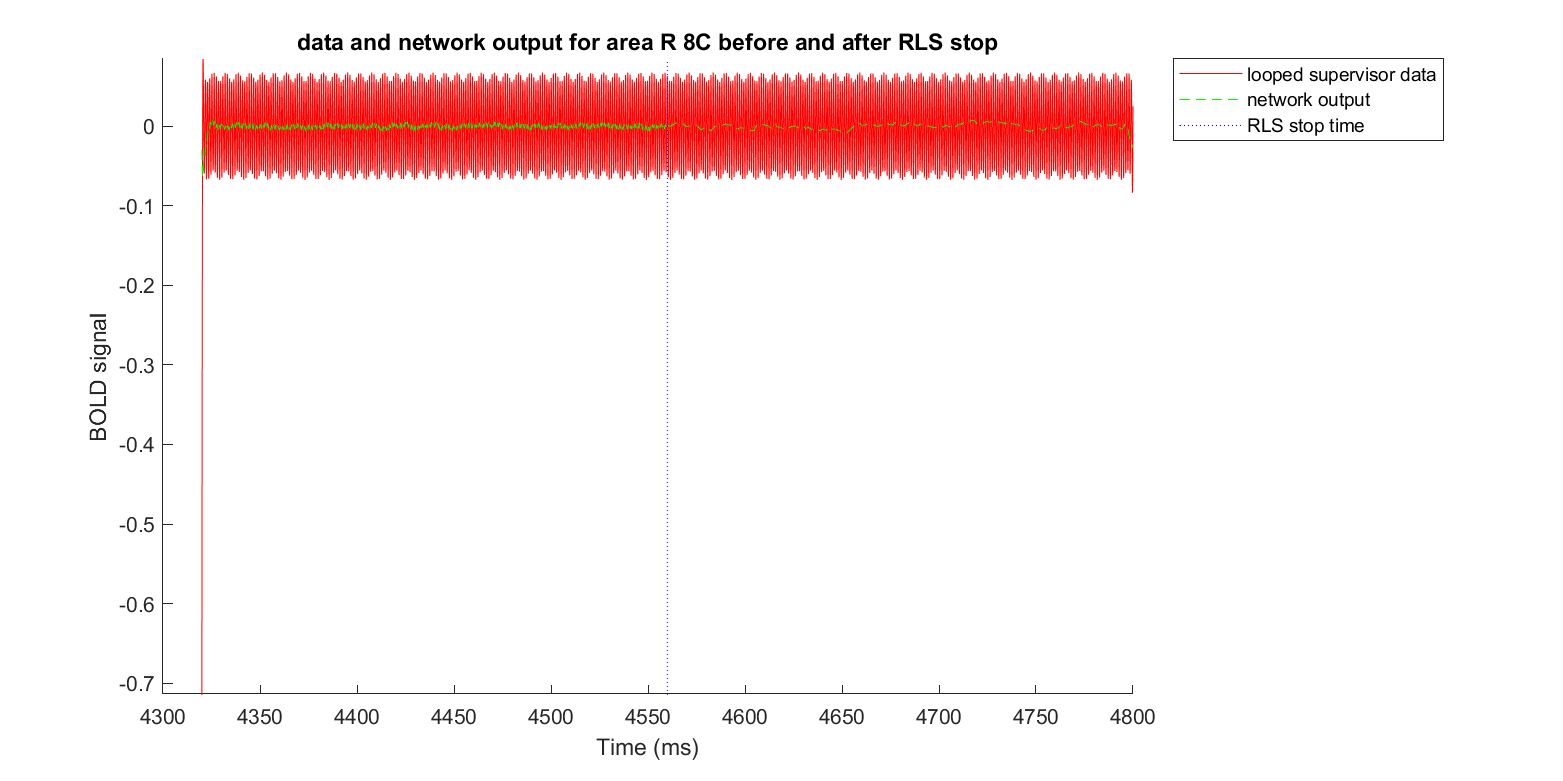 data and network output for area R 8C before and after RLS stop
looped supervisor data
network output
RLS stop time
BOLD signal
0
-0.1
-0.2
-0.3
-0.4
-0.5
-0.6
-0.7
4300 4350 4400 4450 4500 4550 4600 4650 4700 4750 4800
Time (ms)